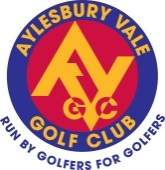 AYLESBURY VALE
AV
GC
GOLF CLUB
RUN BY GOLFERS FOR GOLFERS